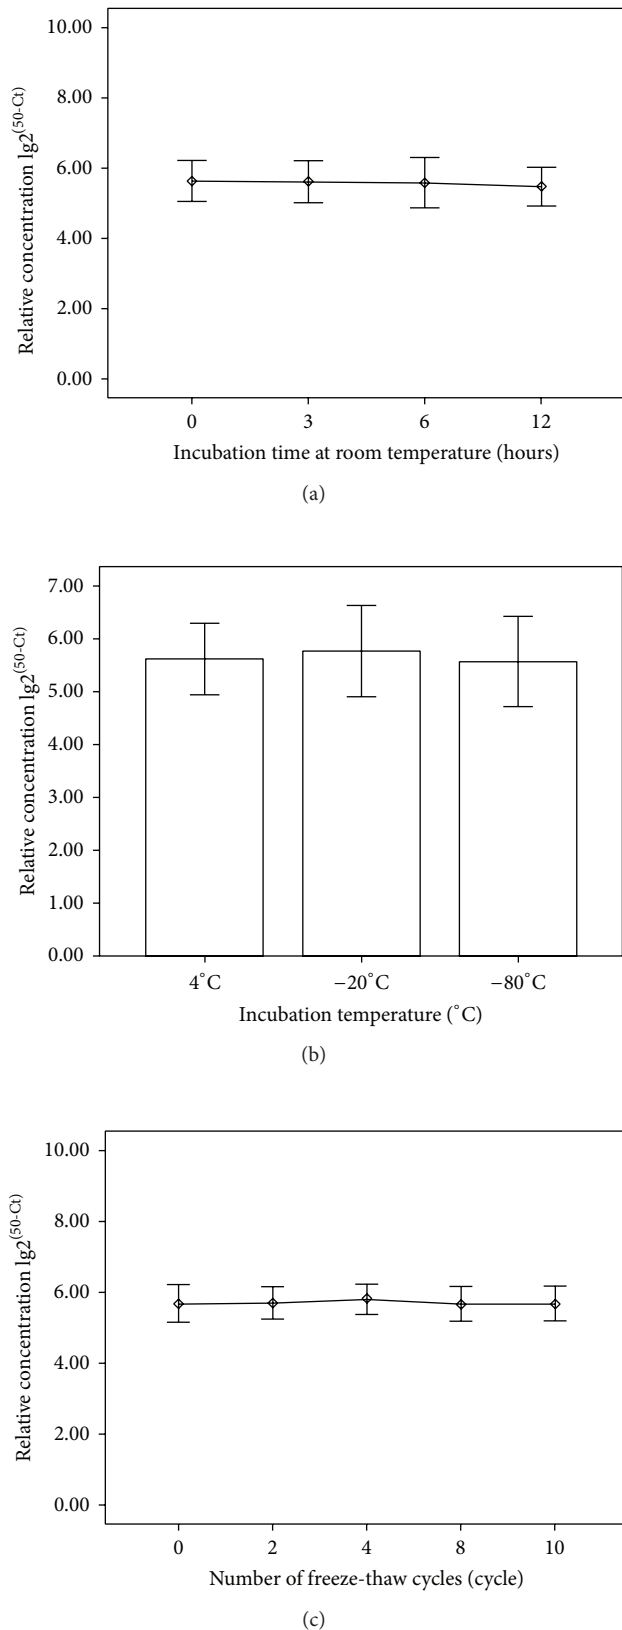 Relative concentration lg2^(50-Ct)
10.00
8.00
6.00
4.00
2.00
0.00
0 3 6 12
Incubation time at room temperature (hours)
(a)
Relative concentration lg2^(50-Ct)
7.00
6.00
5.00
4.00
3.00
2.00
1.00
0.00
4°C −20°C −80°C
Incubation temperature (°C)
(b)
Relative concentration lg2^(50-Ct)
10.00
8.00
6.00
4.00
2.00
0.00
0 2 4 8 10
Number of freeze-thaw cycles (cycle)
(c)